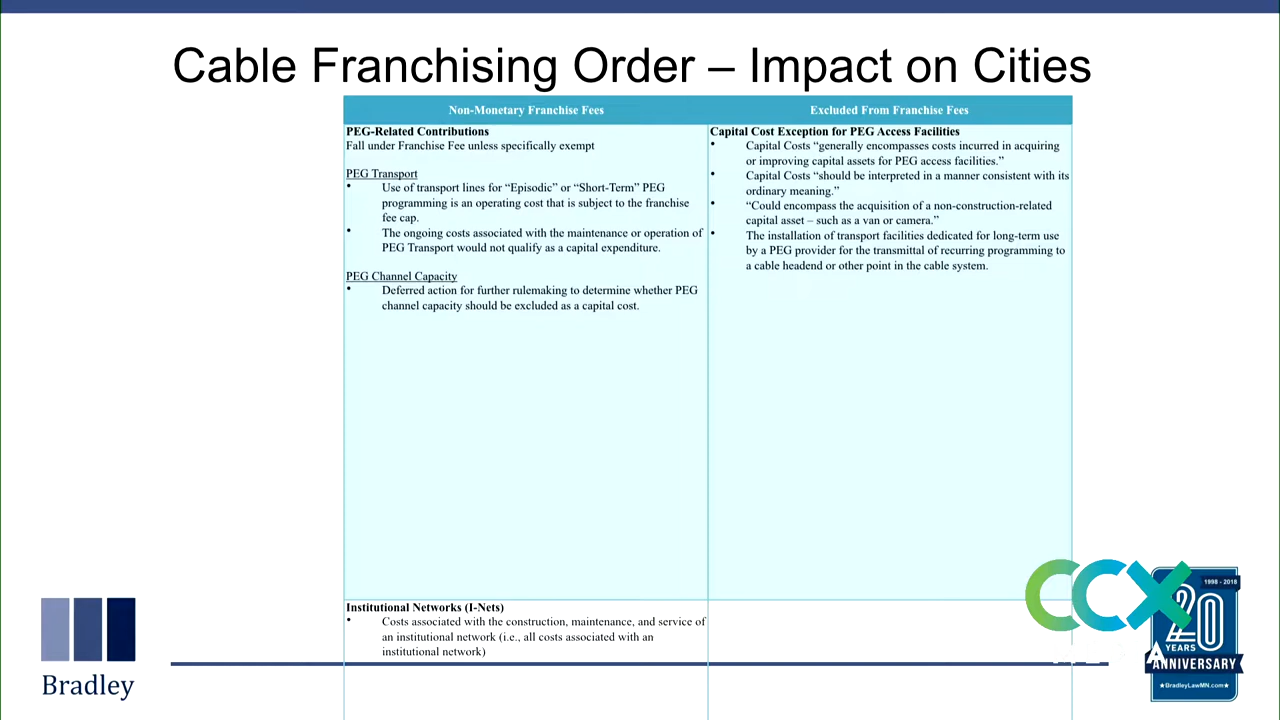 Cable Franchising Order – Impact on Cities
Non-Monetary Franchise Fees
Excluded From Franchise Fees
PEG-Related Contributions
Fall under Franchise Fee unless specifically exempt
PEG Transport
• Use of transport lines for “Episodic” or “Short-Term” PEG
programming is an operating cost that is subject to the franchise
fee cap.
• The ongoing costs associated with the maintenance or operation of
PEG Transport would not qualify as a capital expenditure.
PEG Channel Capacity
• Deferred action for further rulemaking to determine whether PEG
channel capacity should be excluded as a capital cost.
Capital Cost Exception for PEG Access Facilities
• Capital Costs “generally encompasses costs incurred in acquiring
or improving capital assets for PEG access facilities.”
• Capital Costs “should be interpreted in a manner consistent with its
ordinary meaning.”
• “Could encompass the acquisition of a non-construction-related
capital asset – such as a van or camera.”
• The installation of transport facilities dedicated for long-term use
by a PEG provider for the transmittal of recurring programming to
a cable headend or other point in the cable system.
Institutional Networks (I-Nets)
• Costs associated with the construction, maintenance, and service of
an institutional network (i.e., all costs associated with an
institutional network)
Bradley
CCX
1998 - 2018
20
YEARS
ANNIVERSARY
★BradleyLawMN.com★